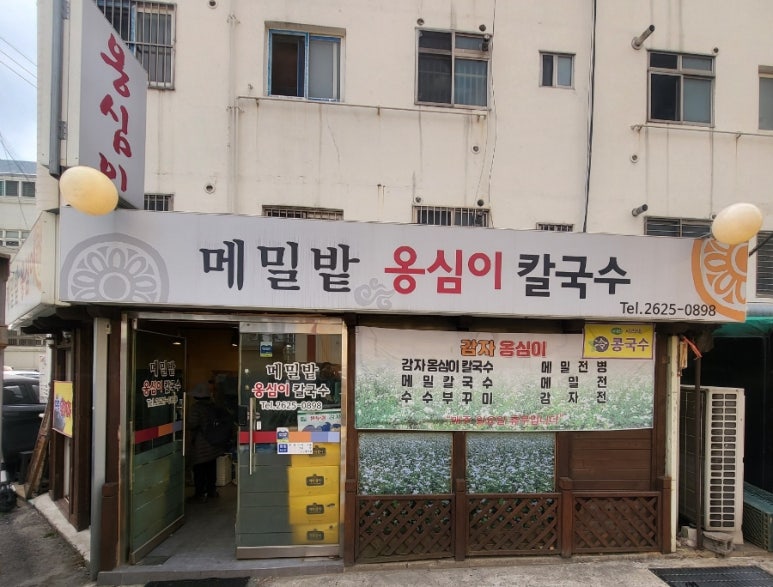 옹심이
메밀밭 옹심이 칼국수
Tel.2625-0898
감자 옹심이
감자옹심이칼국수 메밀전병
메밀칼국수 메밀전
수수부꾸미 감자전
콩국수
메밀밭
옹심이칼국수
Tel.2625-0898
메밀밭
옹심이칼국수
Tel.2625-0898